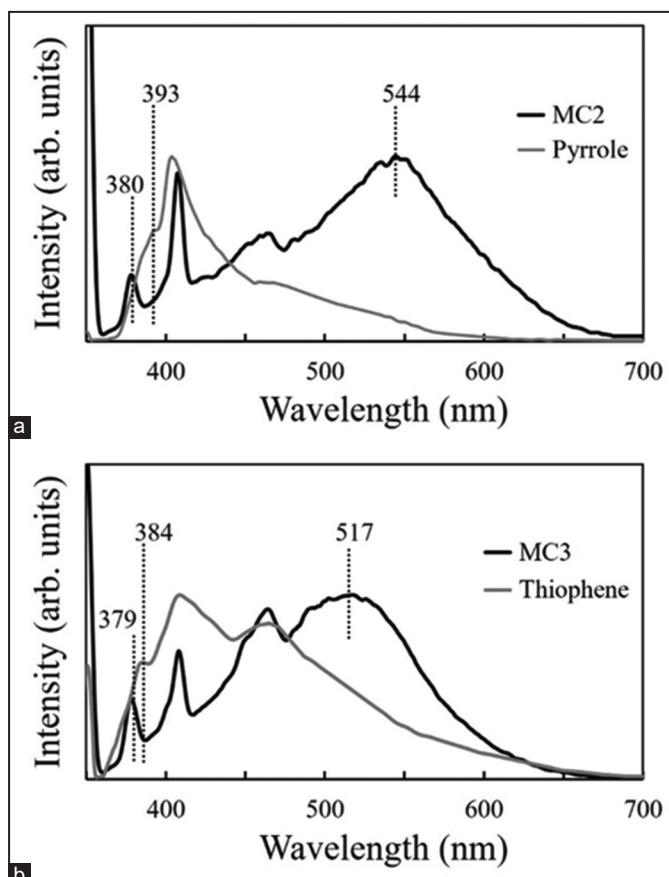 393
544
380
MC2
Pyrrole
Intensity (arb. units)
400
500
600
700
Wavelength (nm)
a
384
517
379
MC3
Thiophene
Intensity (arb. units)
400
500
600
700
Wavelength (nm)
b